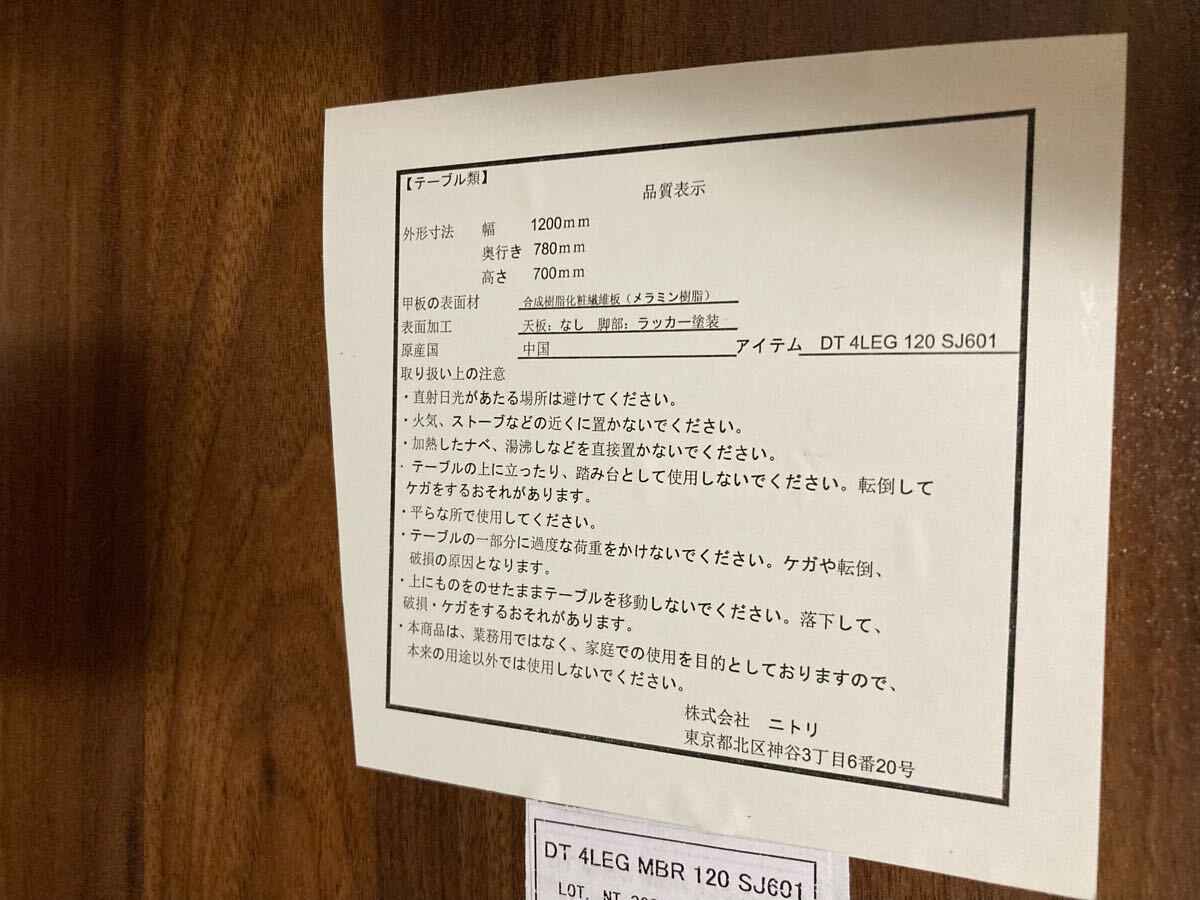 【テーブル類】
品質表示
外形寸法 幅 1200mm
奥行き 780mm
高さ 700mm
甲板の表面材 合成樹脂化粧繊維板（メラミン樹脂）
表面加工 天板：なし 脚部：ラッカー塗装
原産国 中国 アイテム DT 4LEG 120 SJ601
取り扱い上の注意
・直射日光があたる場所は避けてください。
・火気、ストーブなどの近くに置かないでください。
・加熱したナベ、湯沸しなどを直接置かないでください。
・テーブルの上に立ったり、踏み台として使用しないでください。転倒して
ケガをするおそれがあります。
・平らな所で使用してください。
・テーブルの一部分に過度な荷重をかけないでください。ケガや転倒、
破損の原因となります。
・上にものをのせたままテーブルを移動しないでください。落下して、
破損・ケガをするおそれがあります。
・本商品は、業務用ではなく、家庭での使用を目的としておりますので、
本来の用途以外では使用しないでください。
株式会社 ニトリ
東京都北区神谷3丁目6番20号
DT 4LEG MBR 120 SJ601
LOT. NT